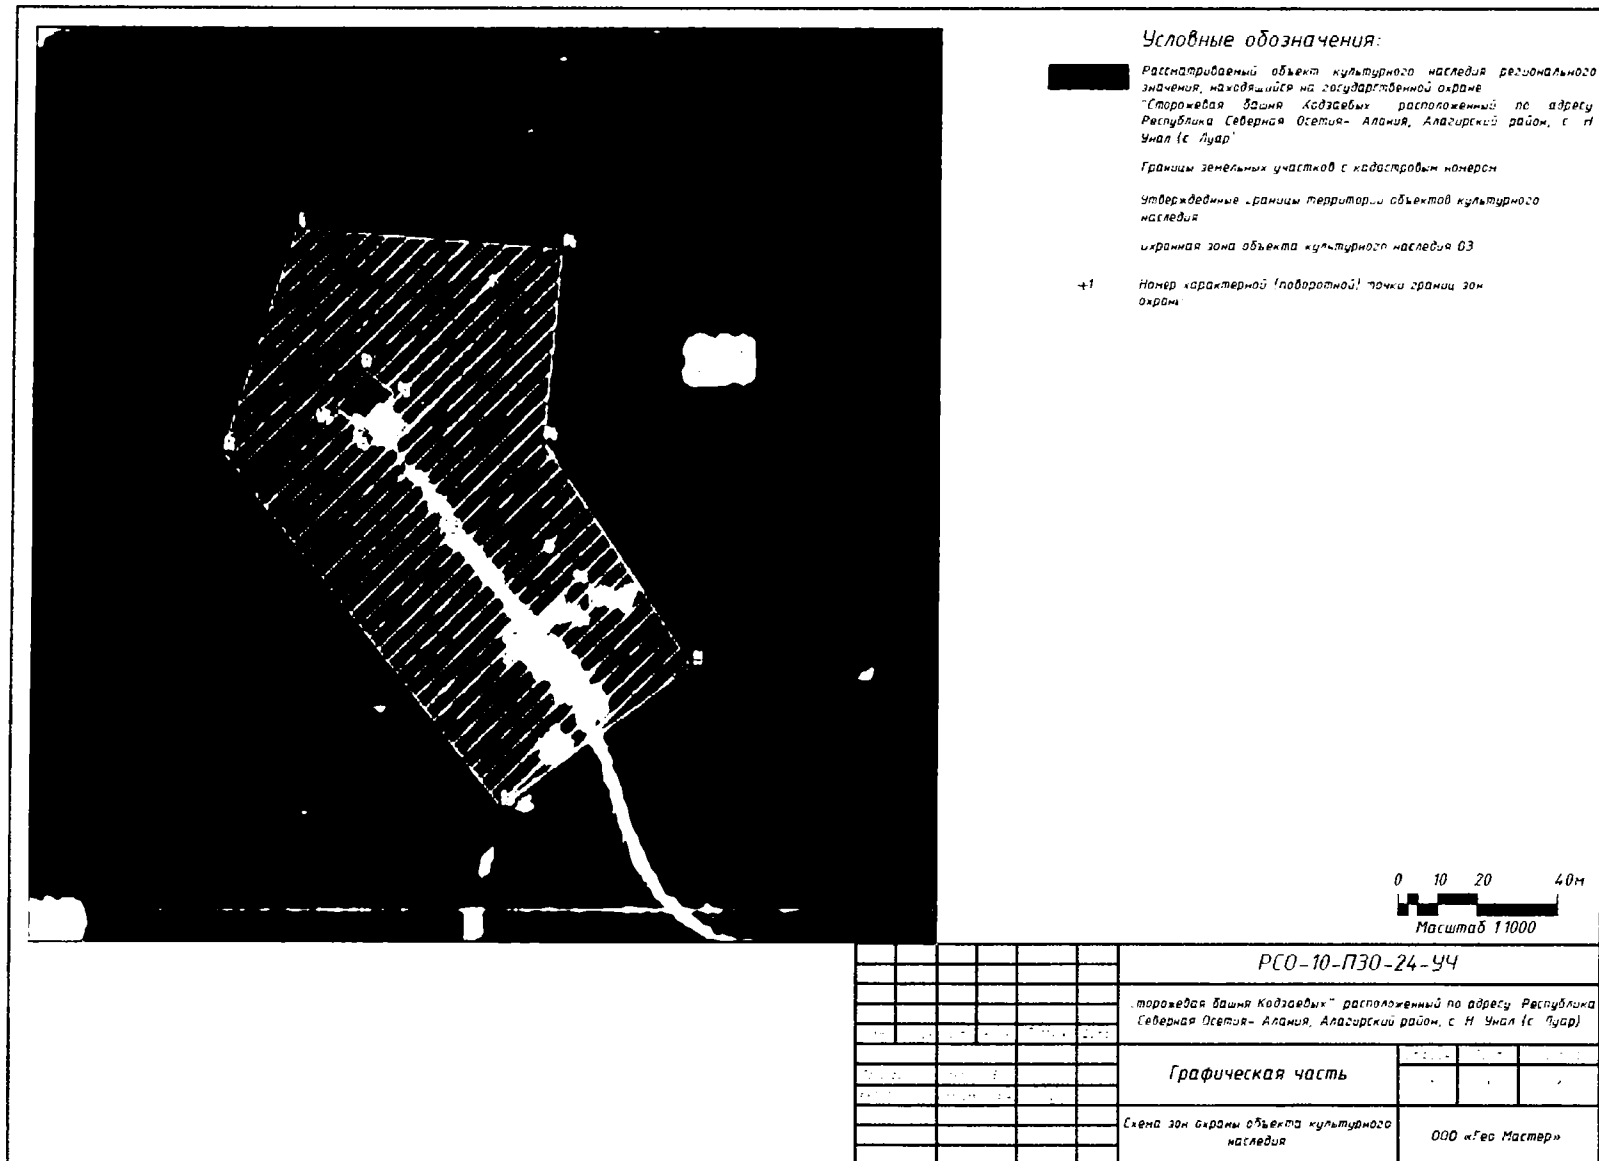 Условные обозначения:
Рассматриваемый объект культурного наследия регионального
значения, находящийся на государственной охране
"Сторожевая башня Кодзаевых расположенный по адресу
Республика Северная Осетия- Алания, Алагирский район, с Н
Унал (с Луар)
Границы земельных участков с кадастровым номером
Утвержденные границы территории объектов культурного
наследия
охранная зона объекта культурного наследия ОЗ
+1 Номер характерной (поворотной) точки границ зон
охраны
0 10 20 40м
Масштаб 1 1000
РСО-10-ПЗО-24-УЧ
торожевая башня Кодзаевых" расположенный по адресу Республика
Северная Осетия- Алания, Алагирский район, с Н Унал (с Луар)
Графическая часть
Схема зон охраны объекта культурного
наследия
ООО «Гео Мастер»